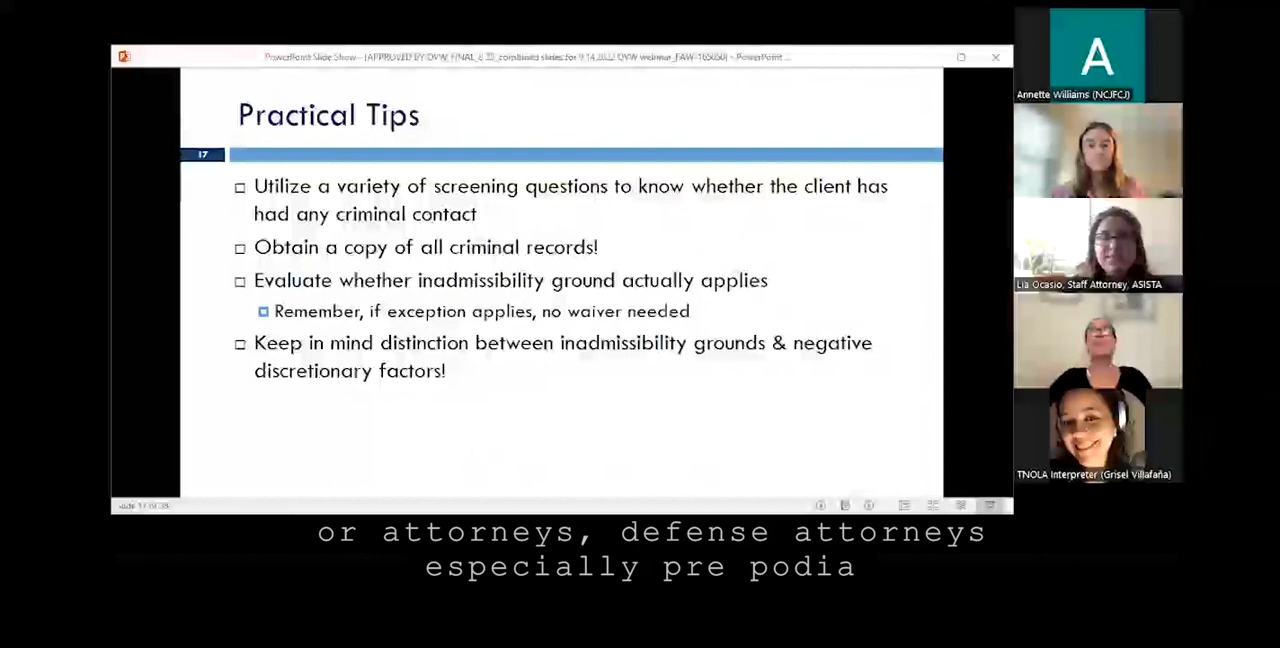 PowerPoint Slide Show - [APPROVED BY OVW_FINAL_
combined slides for 9.14.2022 OVW webinar_FAW-165050] - PowerPoint
Practical Tips
17
Utilize a variety of screening questions to know whether the client has
had any criminal contact
Obtain a copy of all criminal records!
Evaluate whether inadmissibility ground actually applies
Remember, if exception applies, no waiver needed
Keep in mind distinction between inadmissibility grounds & negative
discretionary factors!
A
Annette Williams (NCJFCJ)
Lia Ocasio, Staff Attorney, ASISTA
TNOLA Interpreter (Grisel Villafaña)
or attorneys, defense attorneys
especially pre podia